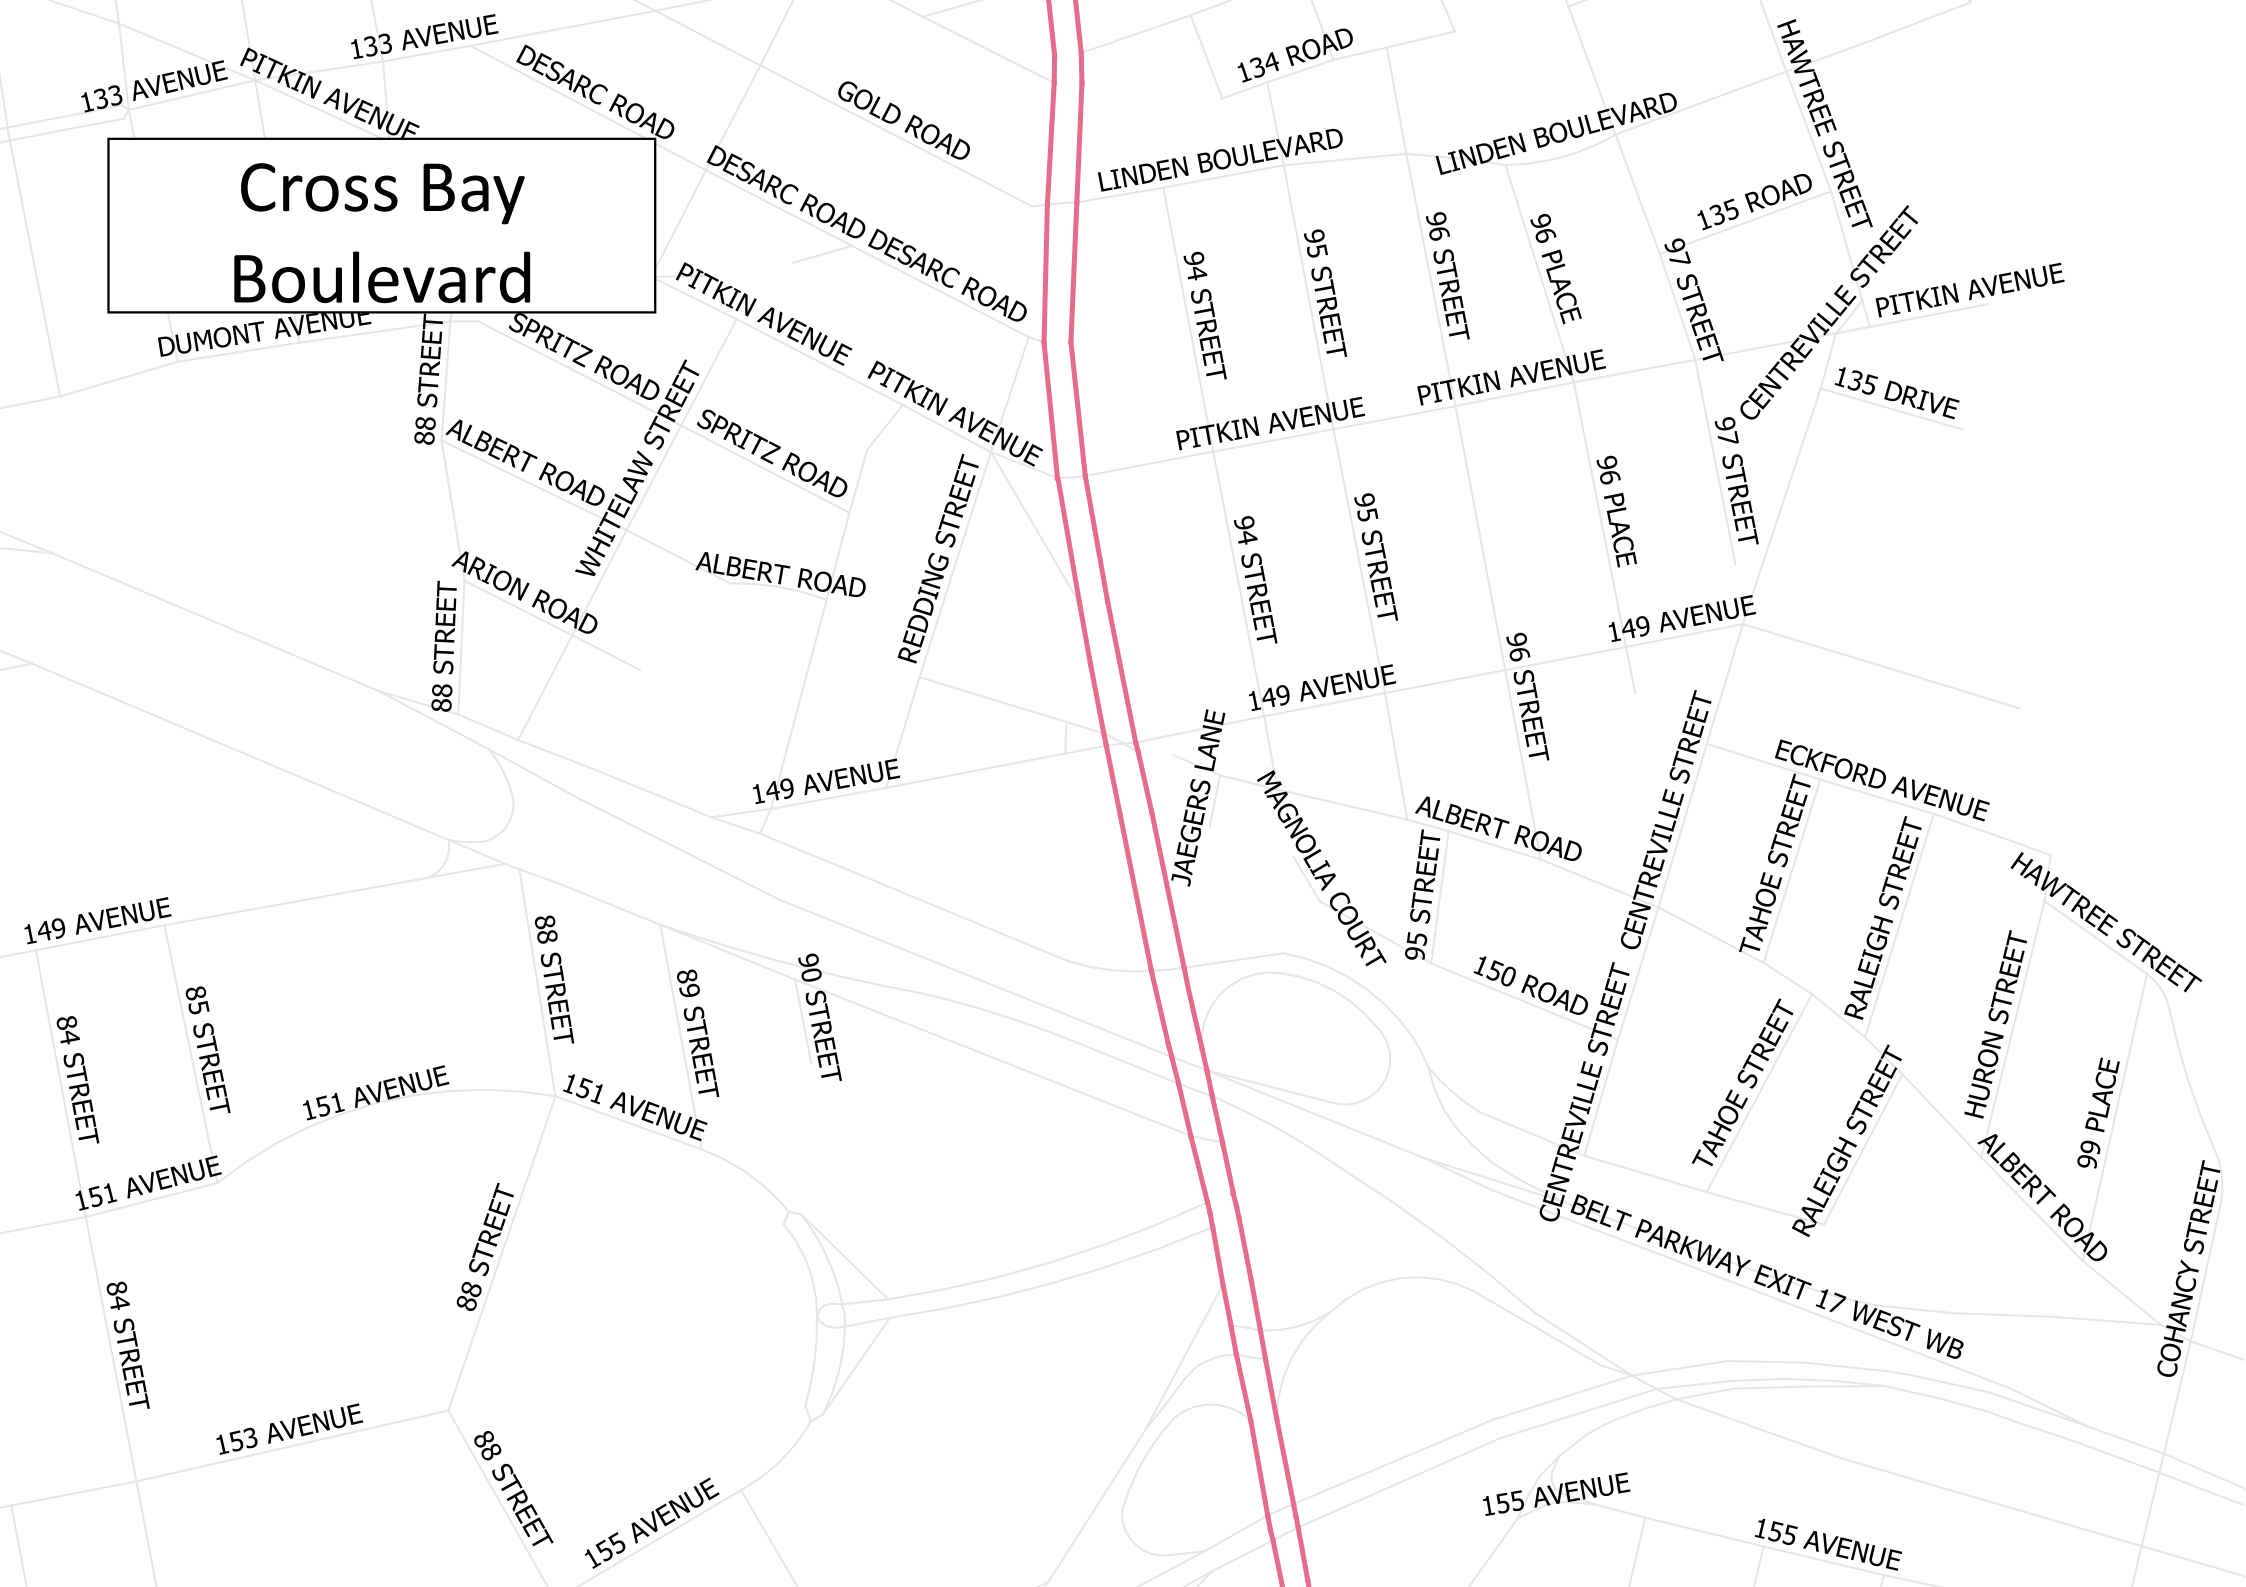 133 AVENUE
133 AVENUE
PITKIN AVENUE
DESARC ROAD
GOLD ROAD
134 ROAD
HAWTREE STREET
LINDEN BOULEVARD
LINDEN BOULEVARD
Cross Bay
Boulevard
DESARC ROAD
DESARC ROAD
135 ROAD
CENTREVILLE STREET
PITKIN AVENUE
94 STREET
95 STREET
96 STREET
96 PLACE
97 STREET
DUMONT AVENUE
88 STREET
SPRITZ ROAD
PITKIN AVENUE
PITKIN AVENUE
PITKIN AVENUE
PITKIN AVENUE
135 DRIVE
ALBERT ROAD
WHITELAW STREET
SPRITZ ROAD
REDDING STREET
94 STREET
95 STREET
96 PLACE
97 STREET
ARION ROAD
ALBERT ROAD
88 STREET
149 AVENUE
149 AVENUE
96 STREET
149 AVENUE
JAEGERS LANE
MAGNOLIA COURT
ALBERT ROAD
95 STREET
CENTREVILLE STREET
ECKFORD AVENUE
TAHOE STREET
RALEIGH STREET
HAWTREE STREET
149 AVENUE
88 STREET
89 STREET
90 STREET
150 ROAD
CENTREVILLE STREET
HURON STREET
84 STREET
85 STREET
151 AVENUE
151 AVENUE
TAHOE STREET
RALEIGH STREET
99 PLACE
ALBERT ROAD
151 AVENUE
88 STREET
BELT PARKWAY EXIT 17 WEST WB
COHANCY STREET
84 STREET
153 AVENUE
88 STREET
155 AVENUE
155 AVENUE
155 AVENUE